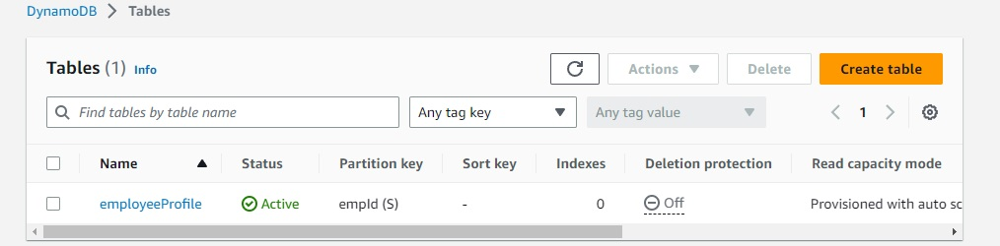 DynamoDB > Tables
Tables (1) Info
Actions
Delete
Create table
Find tables by table name
Any tag key
Any tag value
1
Name Status Partition key Sort key Indexes Deletion protection Read capacity mode
employeeProfile Active empId (S) - 0 Off Provisioned with auto sc